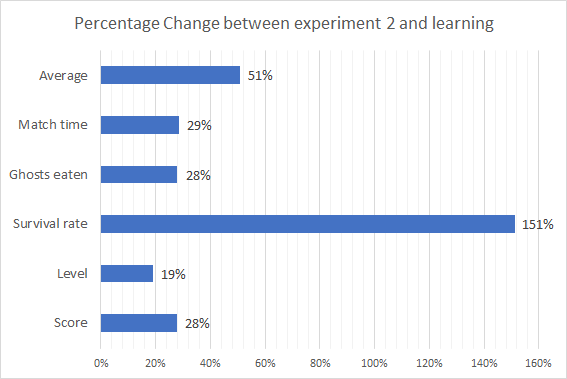 Percentage Change between experiment 2 and learning
Average 51%
Match time 29%
Ghosts eaten 28%
Survival rate 151%
Level 19%
Score 28%
0% 20% 40% 60% 80% 100% 120% 140% 160%